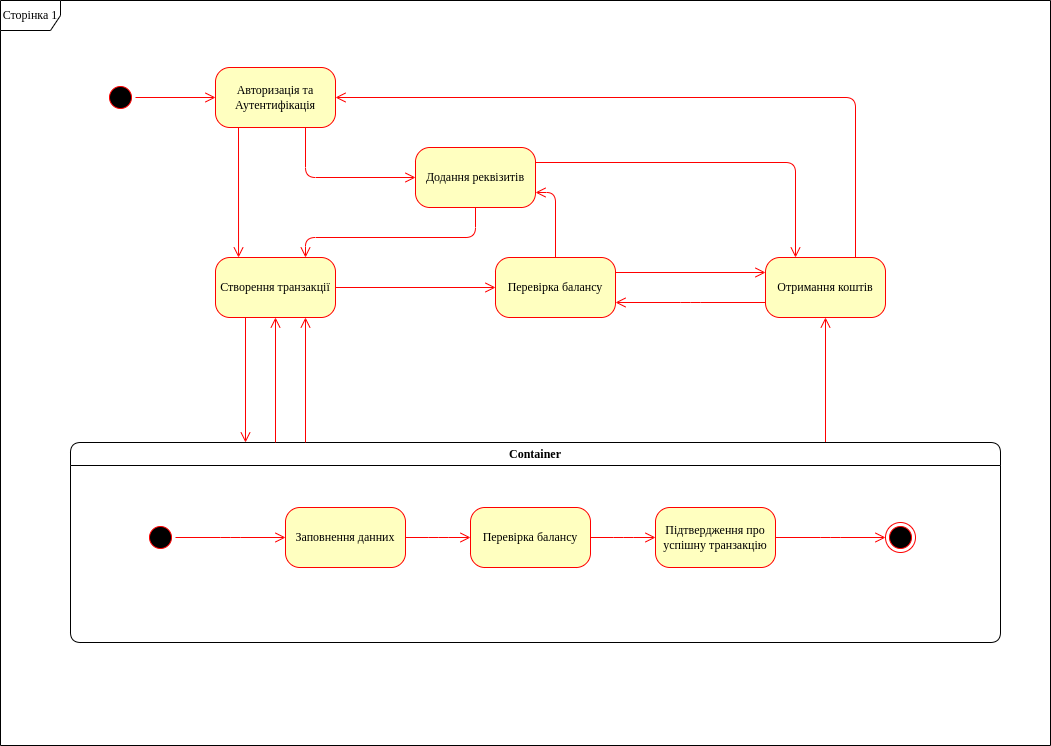 Сторінка 1
Авторизація та
Аутентифікація
Додання реквізитів
Створення транзакції
Перевірка балансу
Отримання коштів
Container
Заповнення данних
Перевірка балансу
Підтвердження про
успішну транзакцію